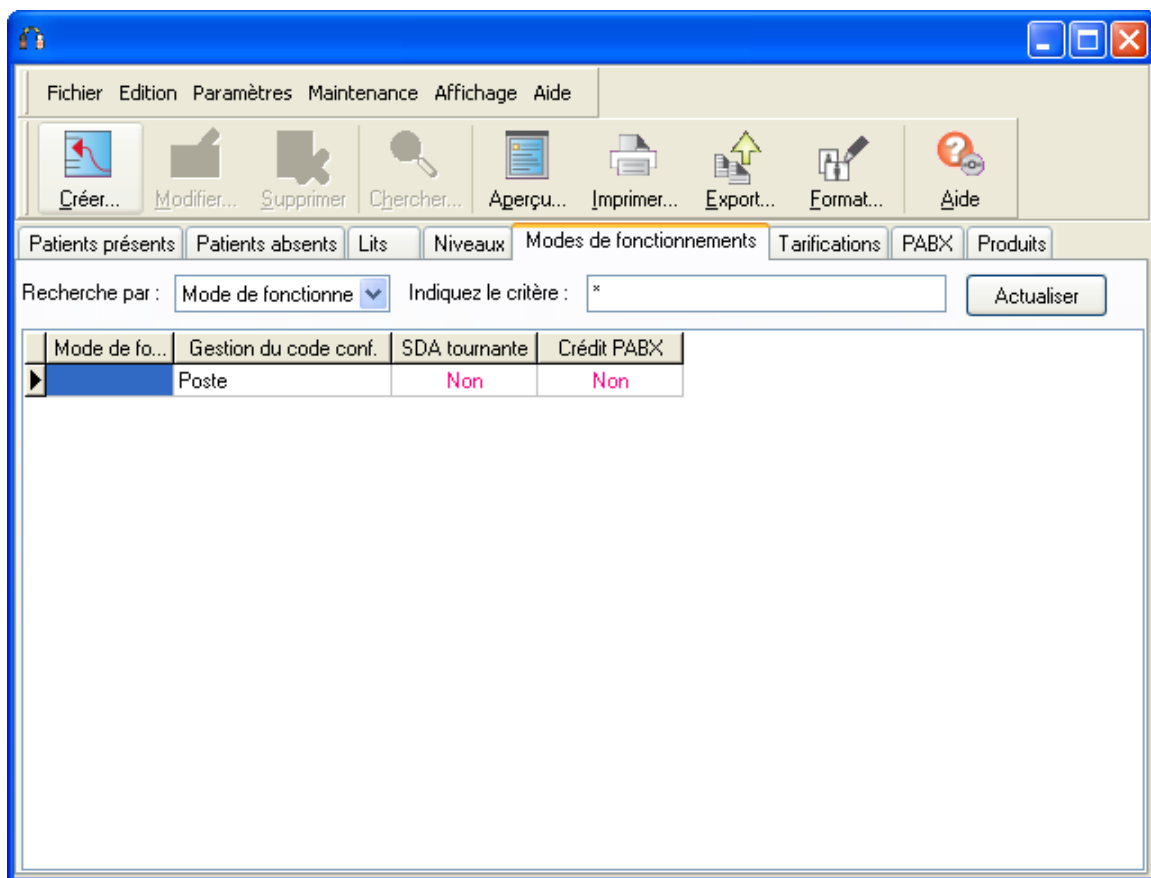 Fichier Edition Paramètres Maintenance Affichage Aide
Créer... Modifier... Supprimer Chercher... Aperçu... Imprimer... Export... Format... Aide
Patients présents Patients absents Lits Niveaux Modes de fonctionnements Tarifications PABX Produits
Recherche par : Mode de fonctionne Indiquez le critère : * Actualiser
Mode de fo... Gestion du code conf. SDA tournante Crédit PABX
Poste Non Non